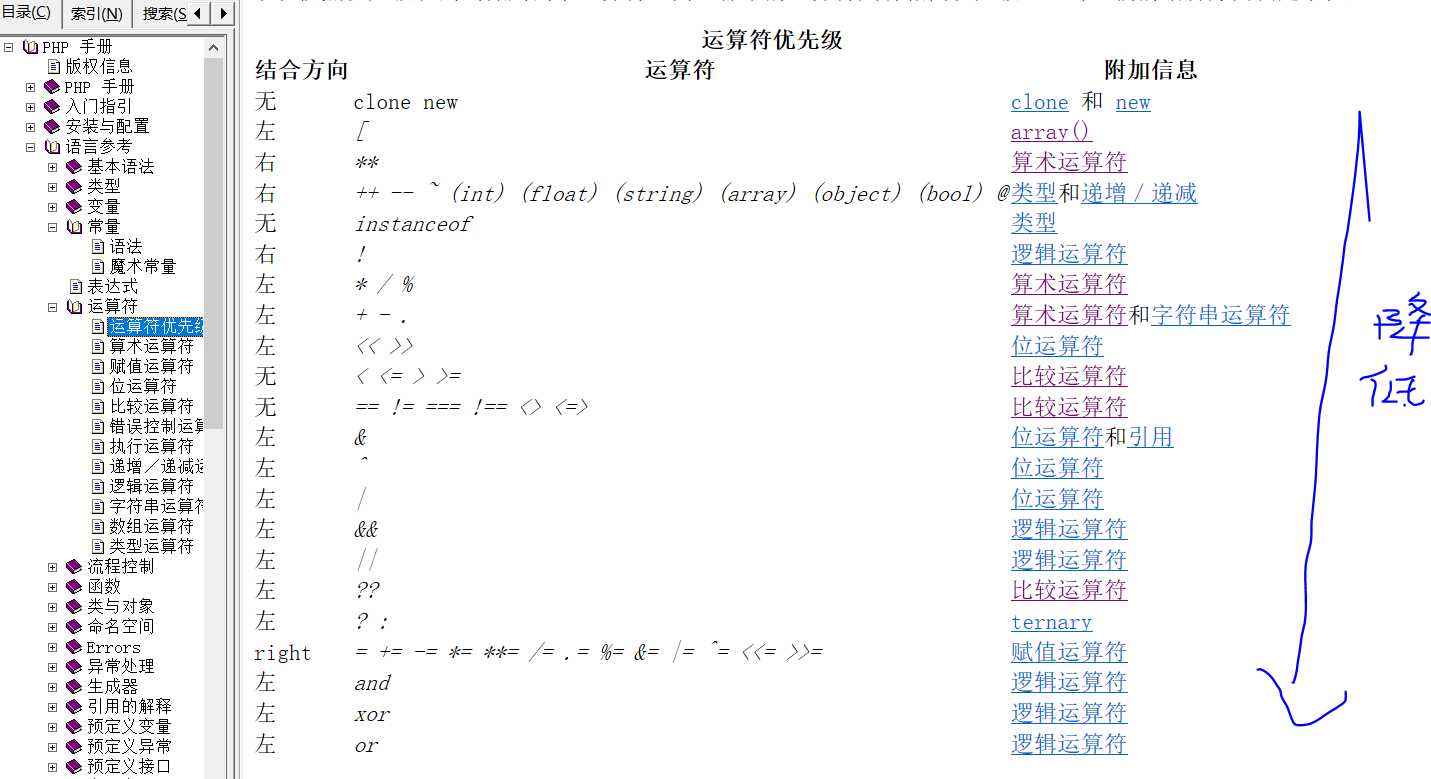 目录(C) 索引(N) 搜索(S
PHP 手册
版权信息
PHP 手册
入门指引
安装与配置
语言参考
基本语法
类型
变量
常量
语法
魔术常量
表达式
运算符
运算符优先级
算术运算符
赋值运算符
位运算符
比较运算符
错误控制运算
执行运算符
递增/递减运
逻辑运算符
字符串运算符
数组运算符
类型运算符
流程控制
函数
类与对象
命名空间
Errors
异常处理
生成器
引用的解释
预定义变量
预定义异常
预定义接口
运算符优先级
结合方向 运算符 附加信息
无 clone new clone 和 new
左 [ array()
右 ** 算术运算符
右 ++ -- ~ (int) (float) (string) (array) (object) (bool) @ 类型和递增/递减
无 instanceof 类型
右 ! 逻辑运算符
左 * / % 算术运算符
左 + - . 算术运算符和字符串运算符
左 << >> 位运算符
无 < <= > >= 比较运算符
无 == != === !== <> <=> 比较运算符
左 & 位运算符和引用
左 ^ 位运算符
左 | 位运算符
左 && 逻辑运算符
左 || 逻辑运算符
左 ?? 比较运算符
左 ? : ternary
right = += -= *= **= /= .= %= &= |= ^= <<= >>= 赋值运算符
左 and 逻辑运算符
左 xor 逻辑运算符
左 or 逻辑运算符
降
低